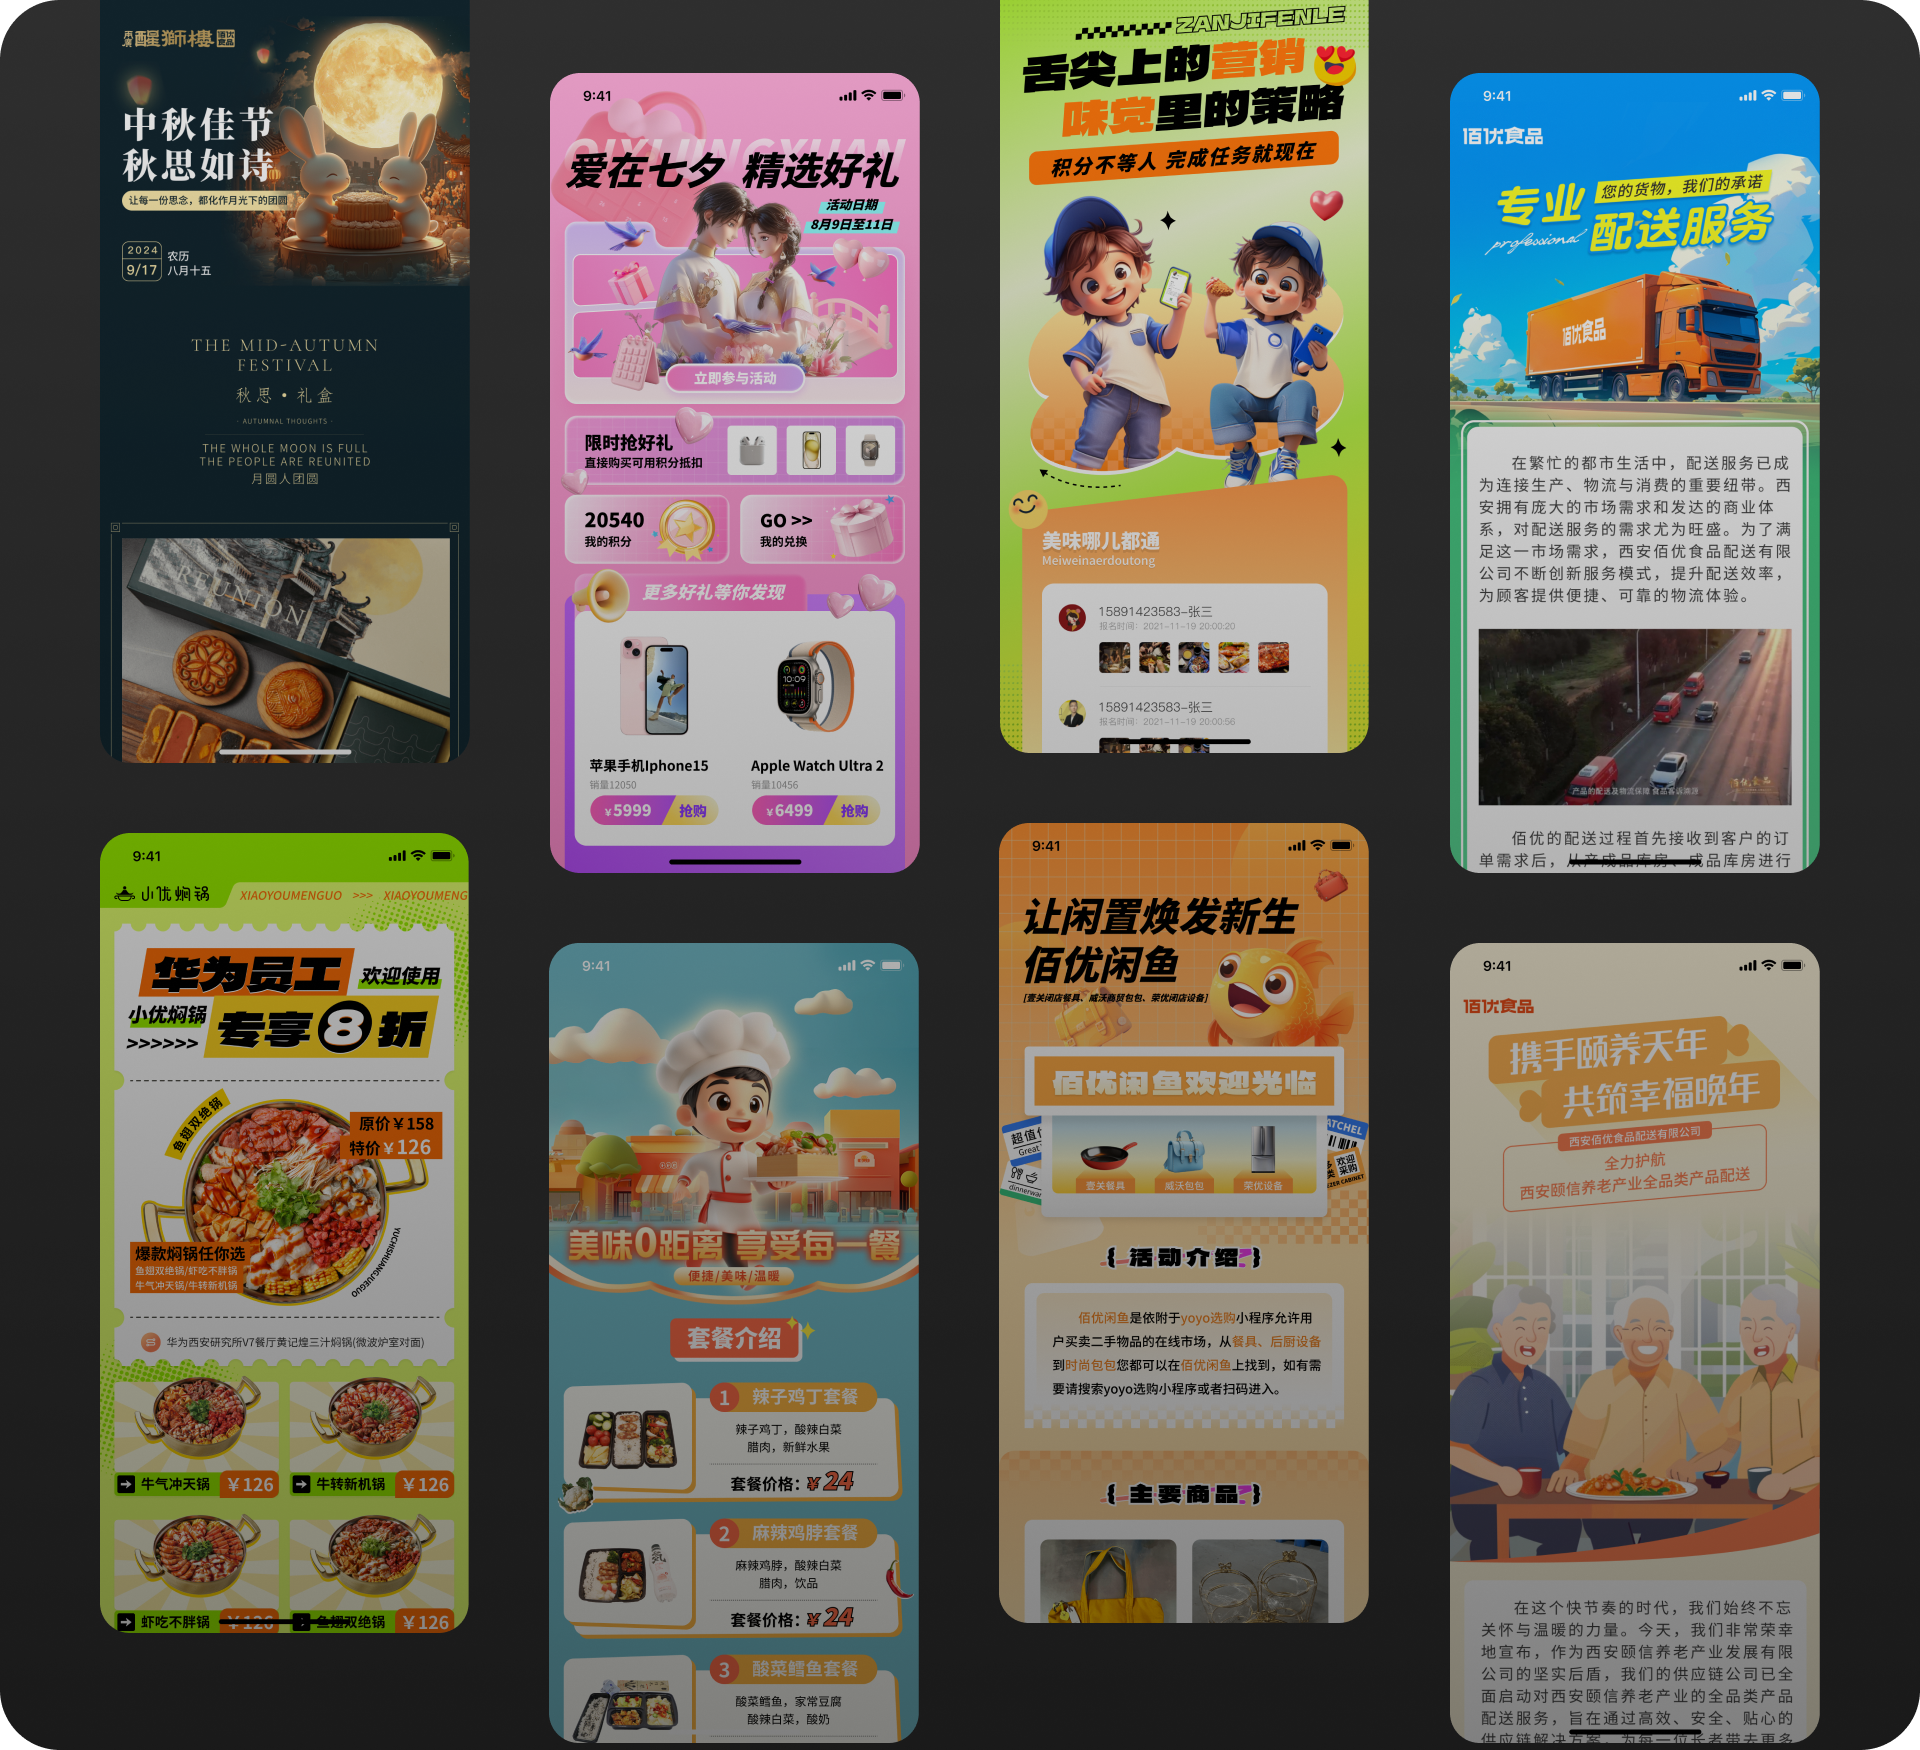 醒獅樓
中秋佳节
秋思如诗
让每一份思念，都化作月光下的团圆
2024
9/17
农历
八月十五
THE MID-AUTUMN
FESTIVAL
秋思·礼盒
AUTUMNAL THOUGHTS
THE WHOLE MOON IS FULL
THE PEOPLE ARE REUNITED
月圆人团圆
REUNION
9:41
小优焖锅
XIAOYOUMENGUO >>> XIAOYOUMENG
华为员工 欢迎使用
小优焖锅 专享8折
>>>>>>
鱼翅双绝锅
原价￥158
特价￥126
YUCHISHUANGJUEGUO
爆款焖锅任你选
鱼翅双绝锅/虾吃不胖锅
牛气冲天锅/牛转新机锅
华为西安研究所V7餐厅黄记煌三汁焖锅(微波炉室对面)
牛气冲天锅 ￥126
牛转新机锅 ￥126
虾吃不胖锅 ￥126
鱼翅双绝锅 ￥126
9:41
QIXIJINGXUAN
爱在七夕 精选好礼
活动日期
8月9日至11日
立即参与活动
限时抢好礼
直接购买可用积分抵扣
20540
我的积分
GO >>
我的兑换
更多好礼等你发现
苹果手机Iphone15
销量12050
￥5999 抢购
Apple Watch Ultra 2
销量10456
￥6499 抢购
9:41
美味0距离 享受每一餐
便捷/美味/温暖
套餐介绍
1 辣子鸡丁套餐
辣子鸡丁，酸辣白菜
腊肉，新鲜水果
套餐价格：￥24
2 麻辣鸡脖套餐
麻辣鸡脖，酸辣白菜
腊肉，饮品
套餐价格：￥24
3 酸菜鳕鱼套餐
酸菜鳕鱼，家常豆腐
酸辣白菜，酸奶
ZANJIFENLE
舌尖上的营销
味觉里的策略
积分不等人 完成任务就现在
美味哪儿都通
Meiweinaerdoutong
15891423583-张三
报名时间：2021-11-19 20:00:20
15891423583-张三
报名时间：2021-11-19 20:00:56
9:41
让闲置焕发新生
佰优闲鱼
[壹关闭店餐具、威沃商贸包包、荣优闭店设备]
佰优闲鱼欢迎光临
超值
Great
dinnerwar
ATCHEL
欢迎
采购
EZER CABINET
壹关餐具
威沃包包
荣优设备
{活动介绍}
佰优闲鱼是依附于yoyo选购小程序允许用
户买卖二手物品的在线市场，从餐具、后厨设备
到时尚包包您都可以在佰优闲鱼上找到，如有需
要请搜索yoyo选购小程序或者扫码进入。
{主要商品}
9:41
佰优食品
专业 您的货物，我们的承诺
professional 配送服务
佰优食品
在繁忙的都市生活中，配送服务已成
为连接生产、物流与消费的重要纽带。西
安拥有庞大的市场需求和发达的商业体
系，对配送服务的需求尤为旺盛。为了满
足这一市场需求，西安佰优食品配送有限
公司不断创新服务模式，提升配送效率，
为顾客提供便捷、可靠的物流体验。
佰优食品
产品的配送及物流保障 食品客诉溯源
佰优的配送过程首先接收到客户的订
单需求后，从产成品库房、成品库房进行
9:41
佰优食品
携手颐养天年
共筑幸福晚年
西安佰优食品配送有限公司
全力护航
西安颐信养老产业全品类产品配送
在这个快节奏的时代，我们始终不忘
关怀与温暖的力量。今天，我们非常荣幸
地宣布，作为西安颐信养老产业发展有限
公司的坚实后盾，我们的供应链公司已全
面启动对西安颐信养老产业的全品类产品
配送服务，旨在通过高效、安全、贴心的
供应链解决方案，为每一位长者带去更多